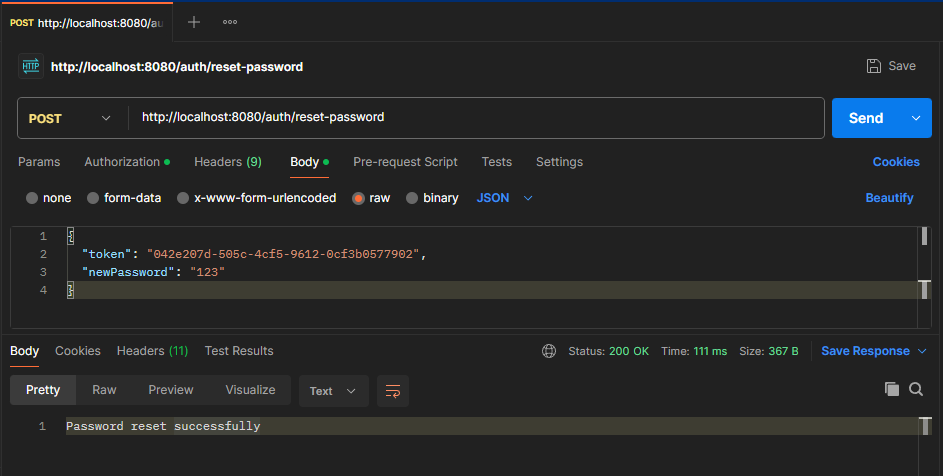 POST http://localhost:8080/au
HTTP http://localhost:8080/auth/reset-password Save
POST http://localhost:8080/auth/reset-password Send
Params Authorization Headers (9) Body Pre-request Script Tests Settings Cookies
none form-data x-www-form-urlencoded raw binary JSON Beautify
1 {
2 "token": "042e207d-505c-4cf5-9612-0cf3b0577902",
3 "newPassword": "123"
4 }
Body Cookies Headers (11) Test Results Status: 200 OK Time: 111 ms Size: 367 B Save Response
Pretty Raw Preview Visualize Text
1 Password reset successfully